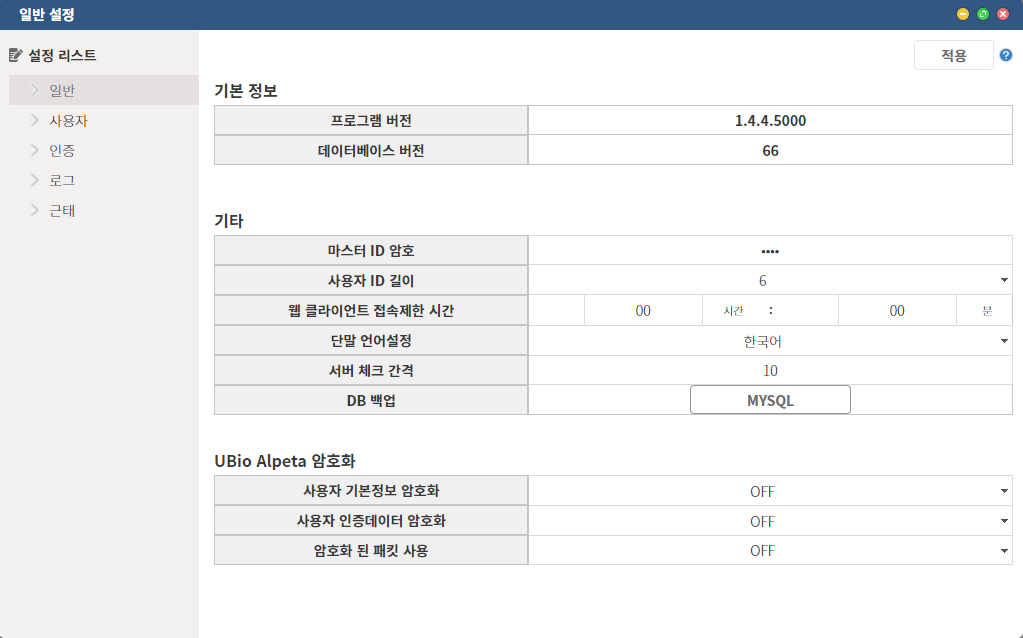 일반 설정
설정 리스트
일반
사용자
인증
로그
근태
적용
기본 정보
프로그램 버전 1.4.4.5000
데이터베이스 버전 66
기타
마스터 ID 암호 ••••
사용자 ID 길이 6
웹 클라이언트 접속제한 시간 00 시간 : 00 분
단말 언어설정 한국어
서버 체크 간격 10
DB 백업 MYSQL
UBio Alpeta 암호화
사용자 기본정보 암호화 OFF
사용자 인증데이터 암호화 OFF
암호화 된 패킷 사용 OFF